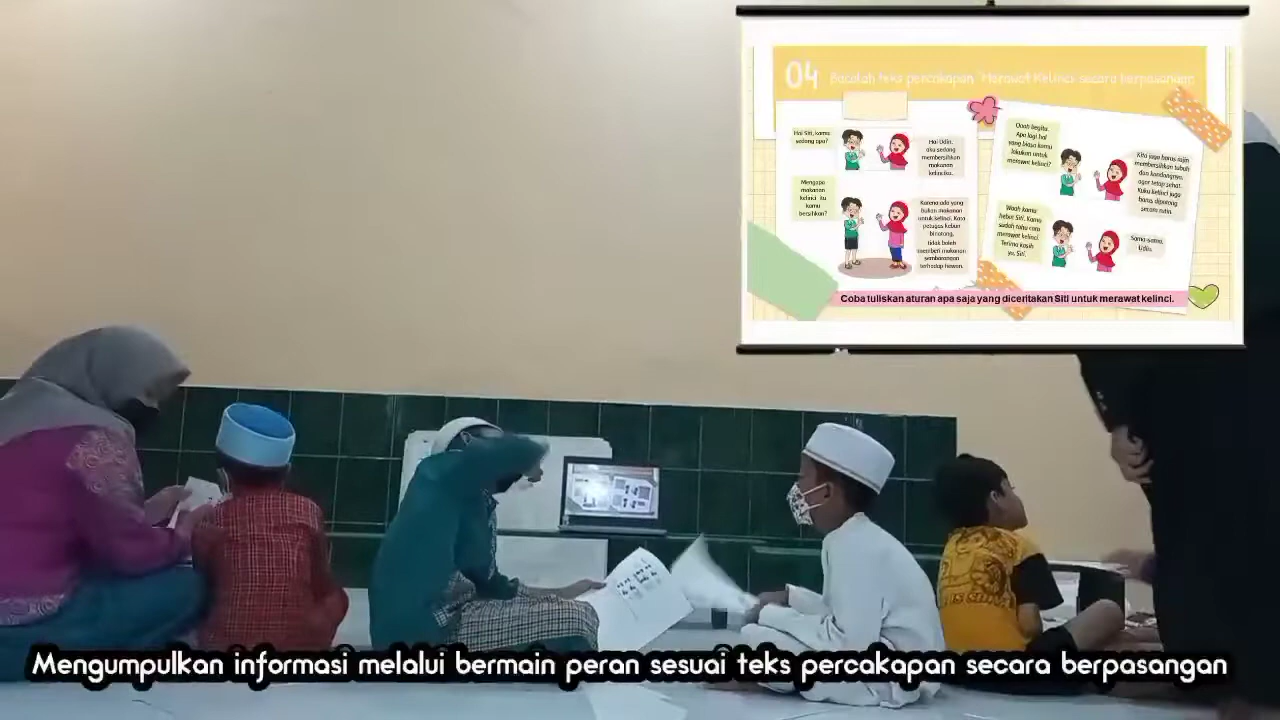 04 Bacalah teks percakapan "Merawat Kelinci" secara berpasangan
Hai Siti, kamu
sedang apa?
Hai Udin,
aku sedang
membersihkan
makanan
kelinciku.
Mengapa
makanan
kelinci itu
kamu
bersihkan?
Karena ada yang
bukan makanan
untuk kelinci. Kata
petugas kebun
binatang,
tidak boleh
memberi makanan
sembarangan
terhadap hewan.
Oooh begitu.
Apa lagi hal
yang biasa kamu
lakukan untuk
merawat kelinci?
Kita juga harus rajin
membersihkan tubuh
dan kandangnya
agar tetap sehat.
Kuku kelinci juga
harus dipotong
secara rutin.
Waah kamu
hebat Siti. Kamu
sudah tahu cara
merawat kelinci.
Terima kasih
ya, Siti.
Sama-sama,
Udin.
Coba tuliskan aturan apa saja yang diceritakan Siti untuk merawat kelinci.
Mengumpulkan informasi melalui bermain peran sesuai teks percakapan secara berpasangan